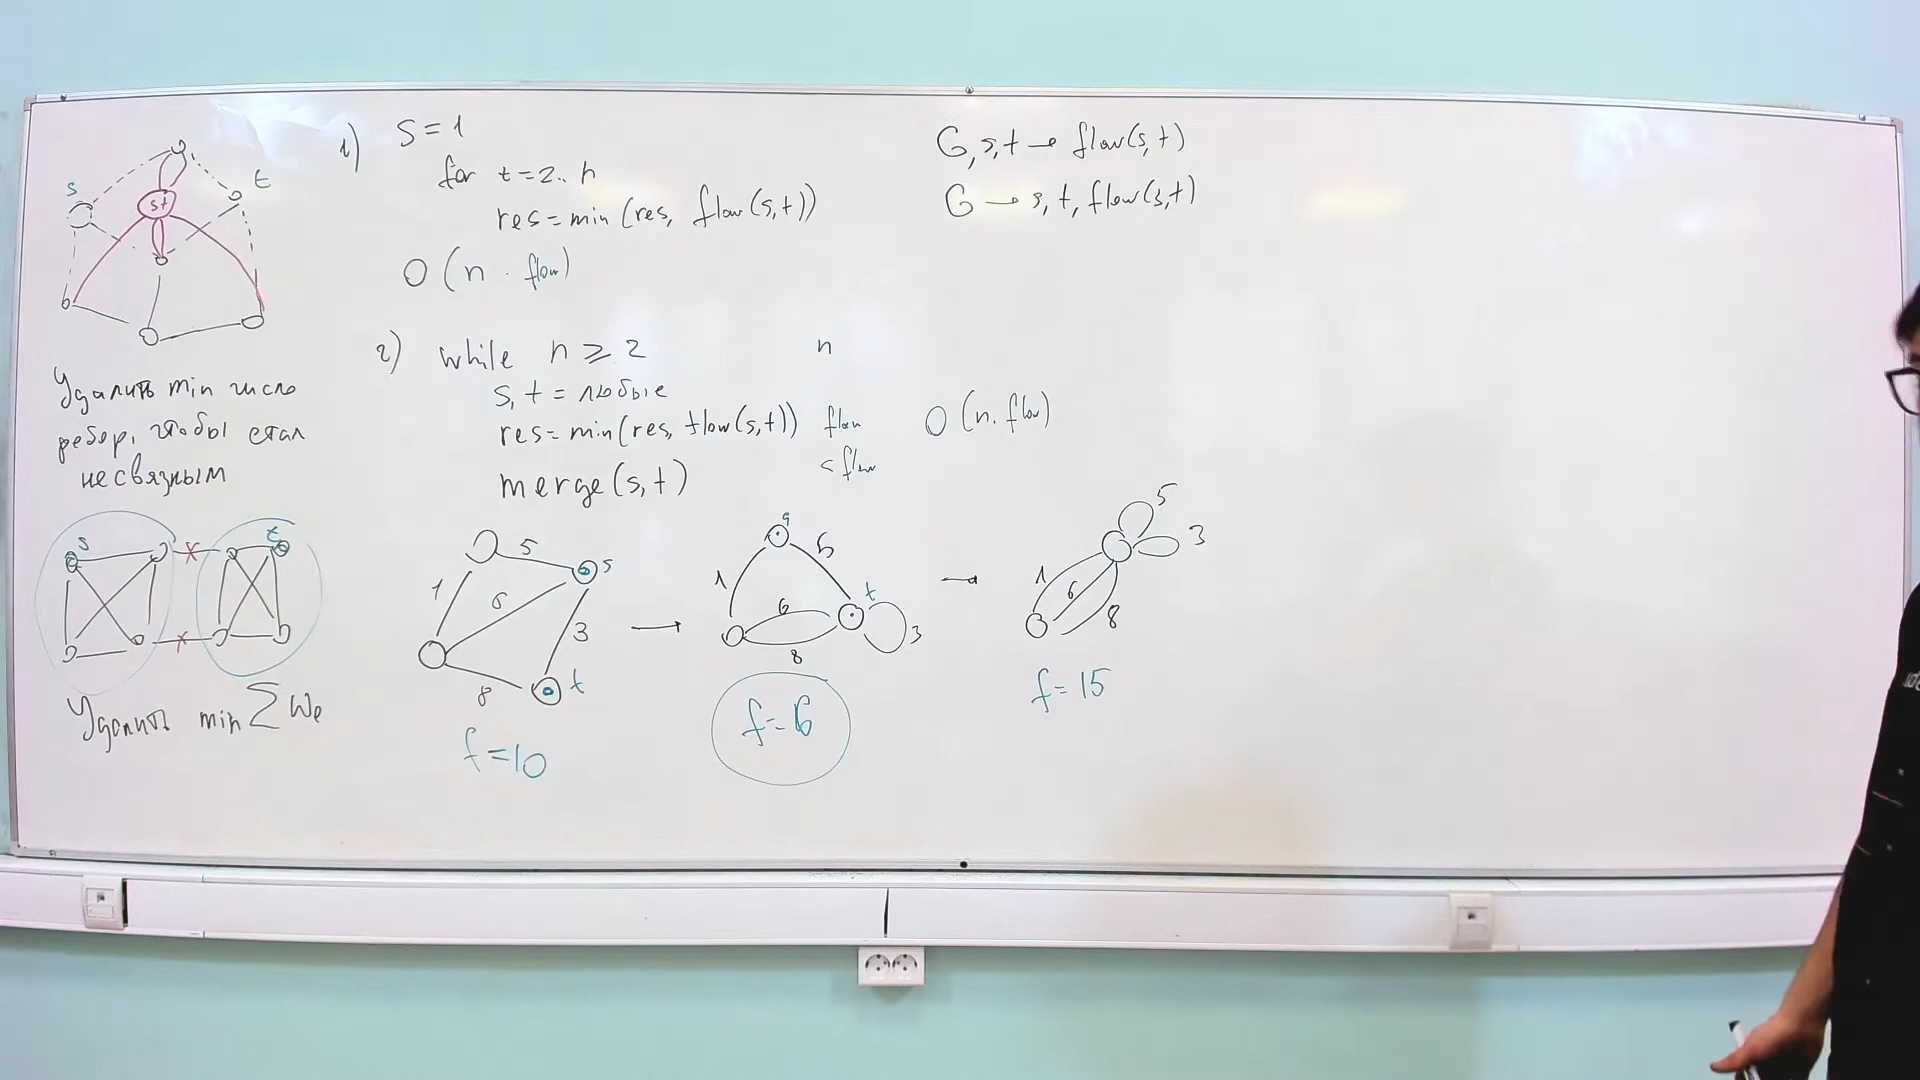 s
t
st
Удалить min число
ребер, чтобы стал
несвязным
s
t
Удалить min ∑ we
1) S = 1
for t = 2.. n
res = min (res, flow(s,t))
O (n · flow)
G, s, t → flow(s,t)
G → s, t, flow(s,t)
2) while n ≥ 2
n
s, t = любые
res = min(res, flow(s,t))
flow
O (n. flow)
merge(s,t)
< flow
5
s
1
6
3
8
t
f = 10
→
1
6
6
t
8
3
f = 6
→
5
3
1
6
8
f = 15